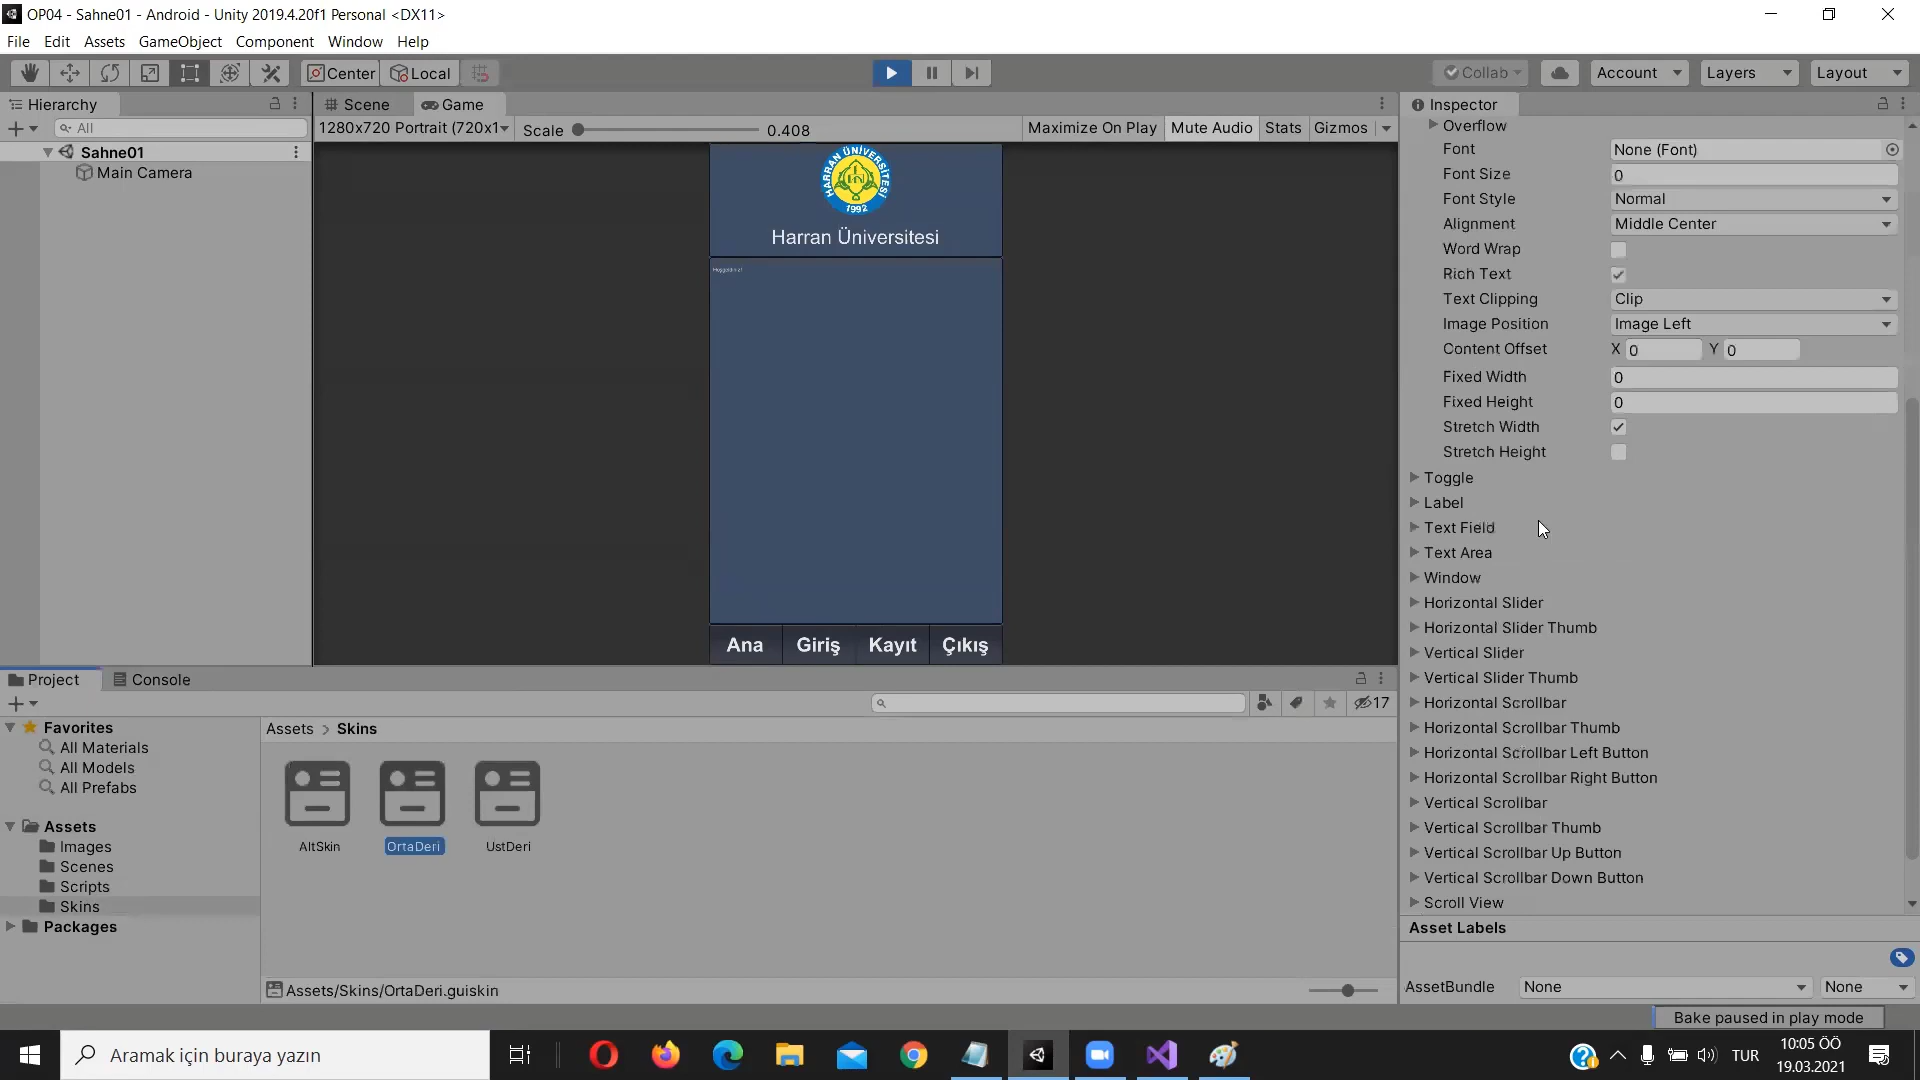 OP04 - Sahne01 - Android - Unity 2019.4.20f1 Personal <DX11>
File Edit Assets GameObject Component Window Help
Center Local Collab Account Layers Layout
Hierarchy
All
Sahne01
Main Camera
Scene Game
1280x720 Portrait (720x1 Scale 0.408 Maximize On Play Mute Audio Stats Gizmos
HARRAN ÜNİVERSİTESİ
1992
Harran Üniversitesi
Ana Giriş Kayıt Çıkış
Inspector
Overflow
Font None (Font)
Font Size 0
Font Style Normal
Alignment Middle Center
Word Wrap
Rich Text
Text Clipping Clip
Image Position Image Left
Content Offset X 0 Y 0
Fixed Width 0
Fixed Height 0
Stretch Width
Stretch Height
Toggle
Label
Text Field
Text Area
Window
Horizontal Slider
Horizontal Slider Thumb
Vertical Slider
Vertical Slider Thumb
Horizontal Scrollbar
Horizontal Scrollbar Thumb
Horizontal Scrollbar Left Button
Horizontal Scrollbar Right Button
Vertical Scrollbar
Vertical Scrollbar Thumb
Vertical Scrollbar Up Button
Vertical Scrollbar Down Button
Scroll View
Asset Labels
AssetBundle None None
Bake paused in play mode
Project Console
17
Favorites
All Materials
All Models
All Prefabs
Assets
Images
Scenes
Scripts
Skins
Packages
Assets > Skins
AltSkin OrtaDeri UstDeri
Assets/Skins/OrtaDeri.guiskin
Aramak için buraya yazın
TUR
10:05 ÖÖ
19.03.2021